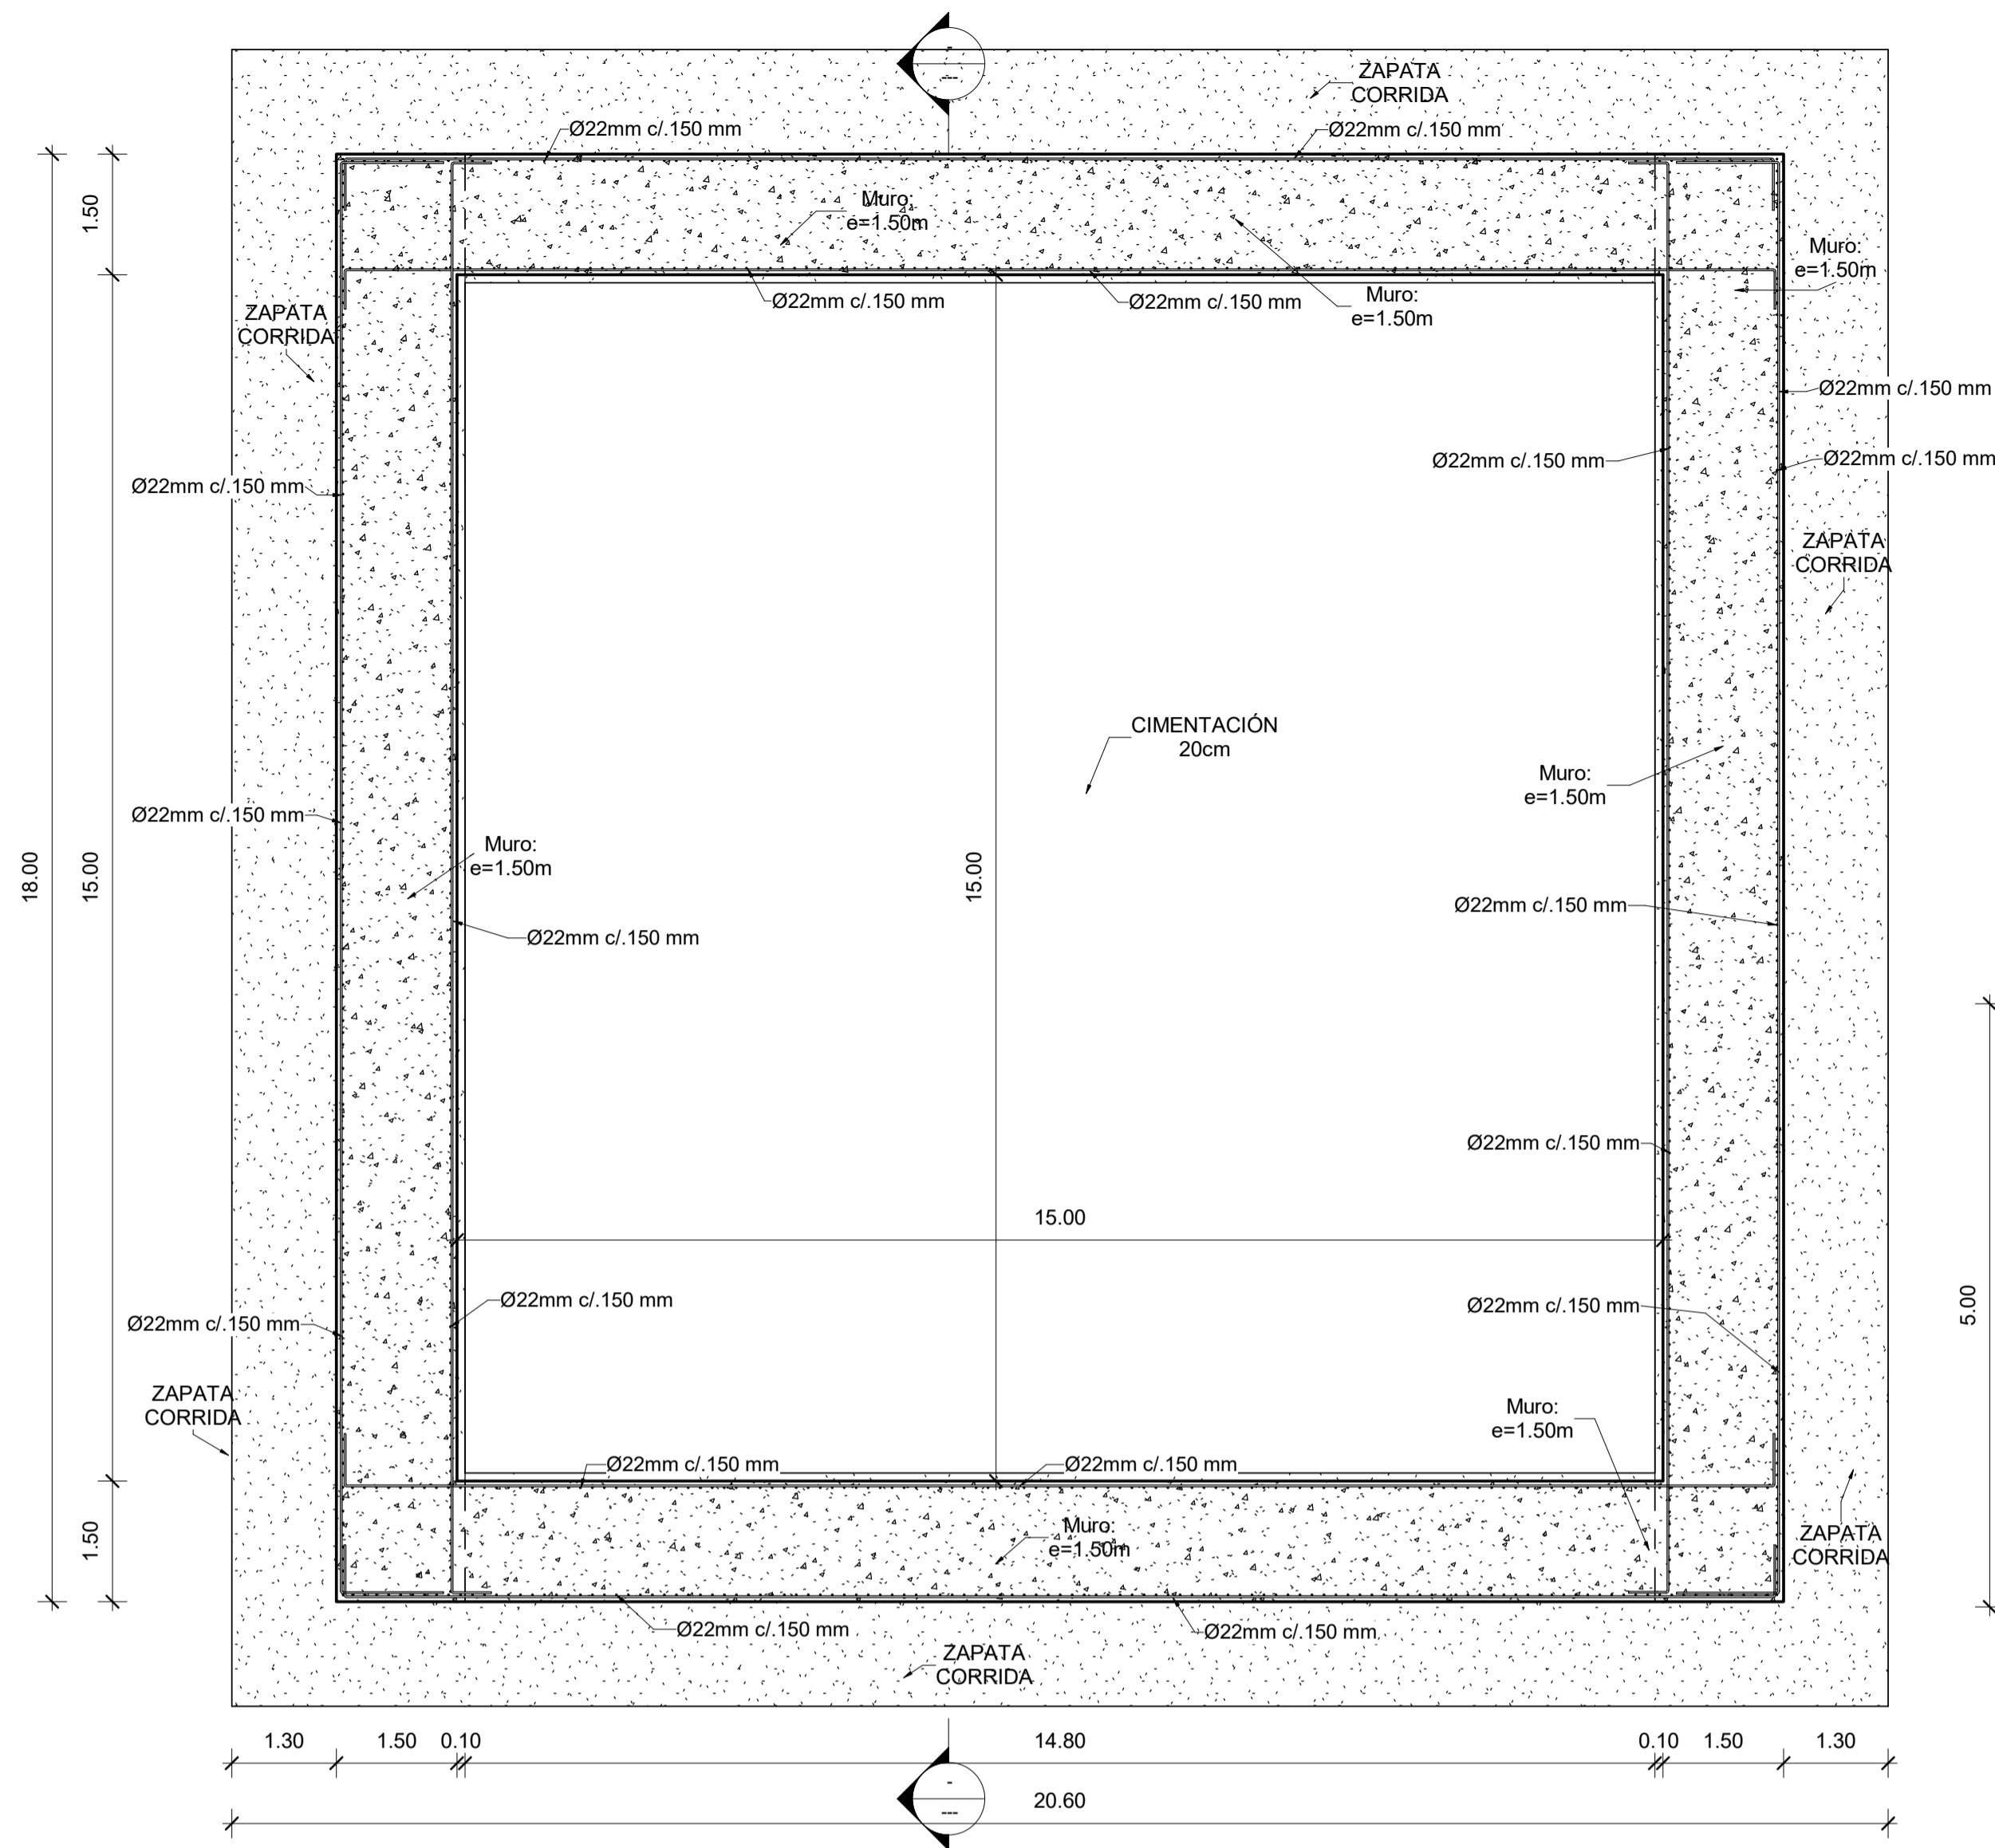 -
---
ZAPATA
CORRIDA
Ø22mm c/.150 mm
Ø22mm c/.150 mm
1.50
Muro:
e=1.50m
Muro:
e=1.50m
Ø22mm c/.150 mm
Ø22mm c/.150 mm
Muro:
e=1.50m
ZAPATA
CORRIDA
Ø22mm c/.150 mm
Ø22mm c/.150 mm
Ø22mm c/.150 mm
Ø22mm c/.150 mm
ZAPATA
CORRIDA
CIMENTACIÓN
20cm
Muro:
e=1.50m
Ø22mm c/.150 mm
Muro:
e=1.50m
18.00
15.00
15.00
Ø22mm c/.150 mm
Ø22mm c/.150 mm
Ø22mm c/.150 mm
15.00
Ø22mm c/.150 mm
Ø22mm c/.150 mm
Ø22mm c/.150 mm
5.00
ZAPATA
CORRIDA
Muro:
e=1.50m
Ø22mm c/.150 mm
Ø22mm c/.150 mm
1.50
Muro:
e=1.50m
ZAPATA
CORRIDA
Ø22mm c/.150 mm
Ø22mm c/.150 mm
ZAPATA
CORRIDA
1.30 1.50 0.10 14.80 0.10 1.50 1.30
-
---
20.60